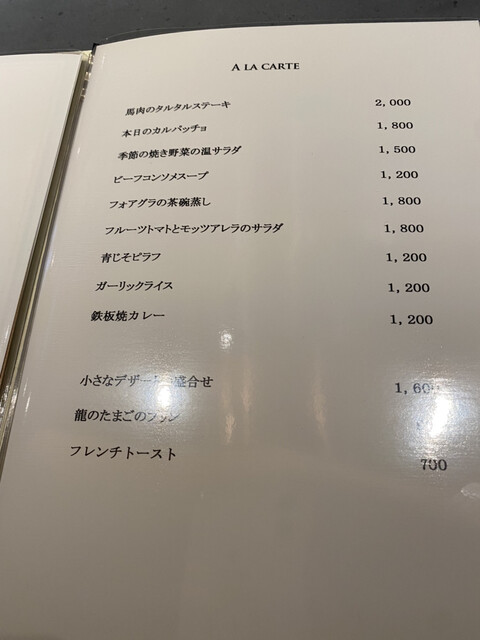 A LA CARTE
馬肉のタルタルステーキ 2,000
本日のカルパッチョ 1,800
季節の焼き野菜の温サラダ 1,500
ビーフコンソメスープ 1,200
フォアグラの茶碗蒸し 1,800
フルーツトマトとモッツアレラのサラダ 1,800
青じそピラフ 1,200
ガーリックライス 1,200
鉄板焼カレー 1,200
小さなデザート盛合せ 1,600
龍のたまごのプリン
フレンチトースト 700